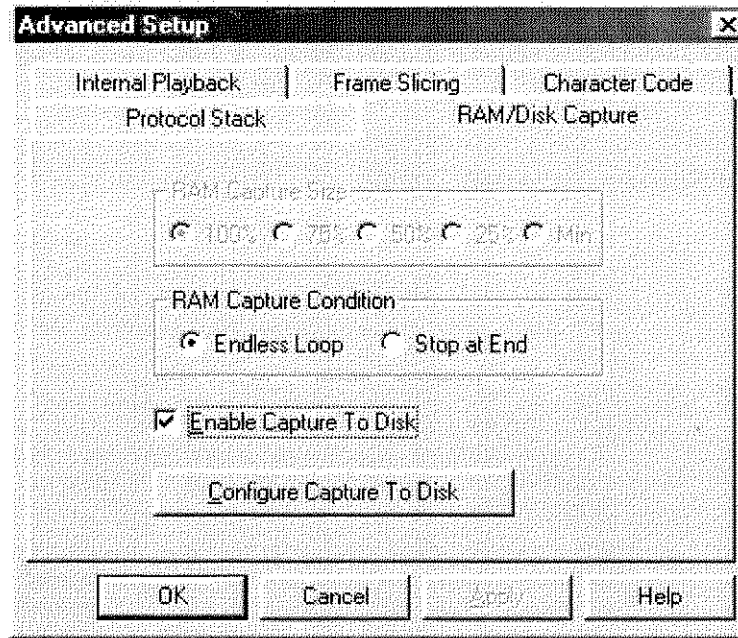 Advanced Setup
Internal Playback Frame Slicing Character Code
Protocol Stack RAM/Disk Capture
RAM Capture Size
100% 75% 50% 25% Min
RAM Capture Condition
Endless Loop Stop at End
Enable Capture To Disk
Configure Capture To Disk
OK Cancel Apply Help